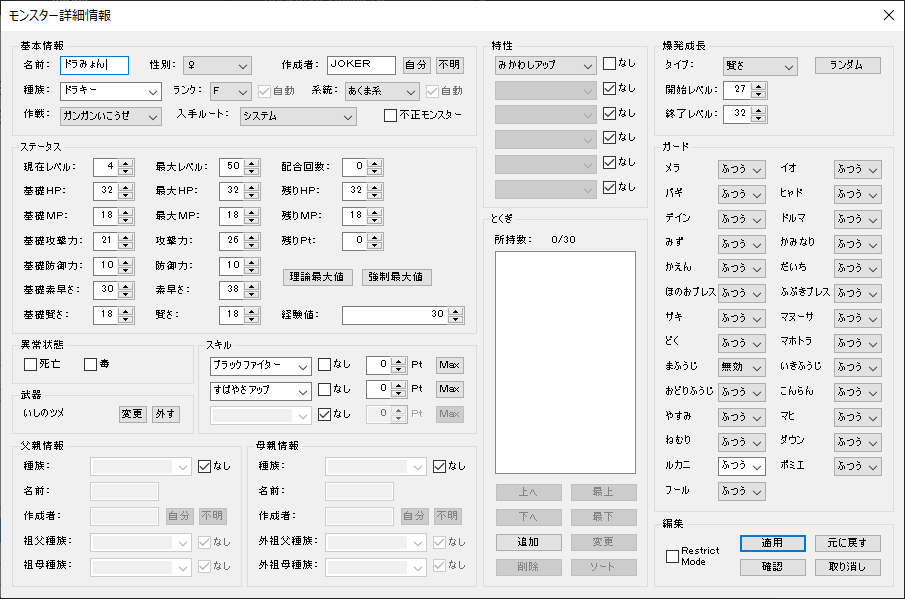 モンスター詳細情報
基本情報
名前: ドラみょん 性別: ♀ 作成者: JOKER 自分 不明
種族: ドラキー ランク: F 自動 系統: あくま系 自動
作戦: ガンガンいこうぜ 入手ルート: システム 不正モンスター
ステータス
現在レベル: 4 最大レベル: 50 配合回数: 0
基礎HP: 32 最大HP: 32 残りHP: 32
基礎MP: 18 最大MP: 18 残りMP: 18
基礎攻撃力: 21 攻撃力: 26 残りPt: 0
基礎防御力: 10 防御力: 10
理論最大値 強制最大値
基礎素早さ: 30 素早さ: 38
基礎賢さ: 18 賢さ: 18 経験値: 30
異常状態
死亡 毒
武器
いしのツメ 変更 外す
スキル
ブラックファイター なし 0 Pt Max
すばやさアップ なし 0 Pt Max
なし 0 Pt Max
父親情報
種族: なし
名前:
作成者: 自分 不明
祖父種族: なし
祖母種族: なし
母親情報
種族: なし
名前:
作成者: 自分 不明
外祖父種族: なし
外祖母種族: なし
特性
みかわしアップ なし
なし
なし
なし
なし
なし
とくぎ
所持数: 0/30
上へ 最上
下へ 最下
追加 変更
削除 ソート
爆発成長
タイプ: 賢さ ランダム
開始レベル: 27
終了レベル: 32
ガード
メラ ふつう イオ ふつう
バギ ふつう ヒャド ふつう
デイン ふつう ドルマ ふつう
みず ふつう かみなり ふつう
かえん ふつう だいち ふつう
ほのおブレス ふつう ふぶきブレス ふつう
ザキ ふつう マヌーサ ふつう
どく ふつう マホトラ ふつう
まふうじ 無効 いきふうじ ふつう
おどりふうじ ふつう こんらん ふつう
やすみ ふつう マヒ ふつう
ねむり ふつう ダウン ふつう
ルカニ ふつう ボミエ ふつう
フール ふつう
編集
Restrict Mode 適用 元に戻す
確認 取り消し